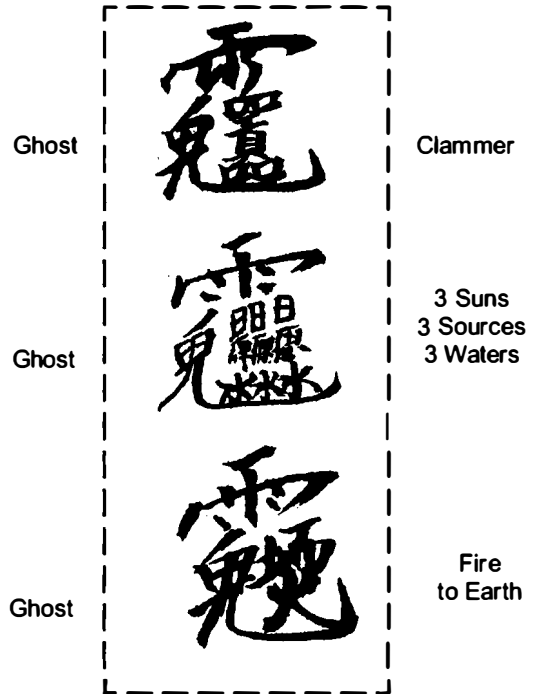 Ghost
Clammer
Ghost
3 Suns
3 Sources
3 Waters
Ghost
Fire
to Earth